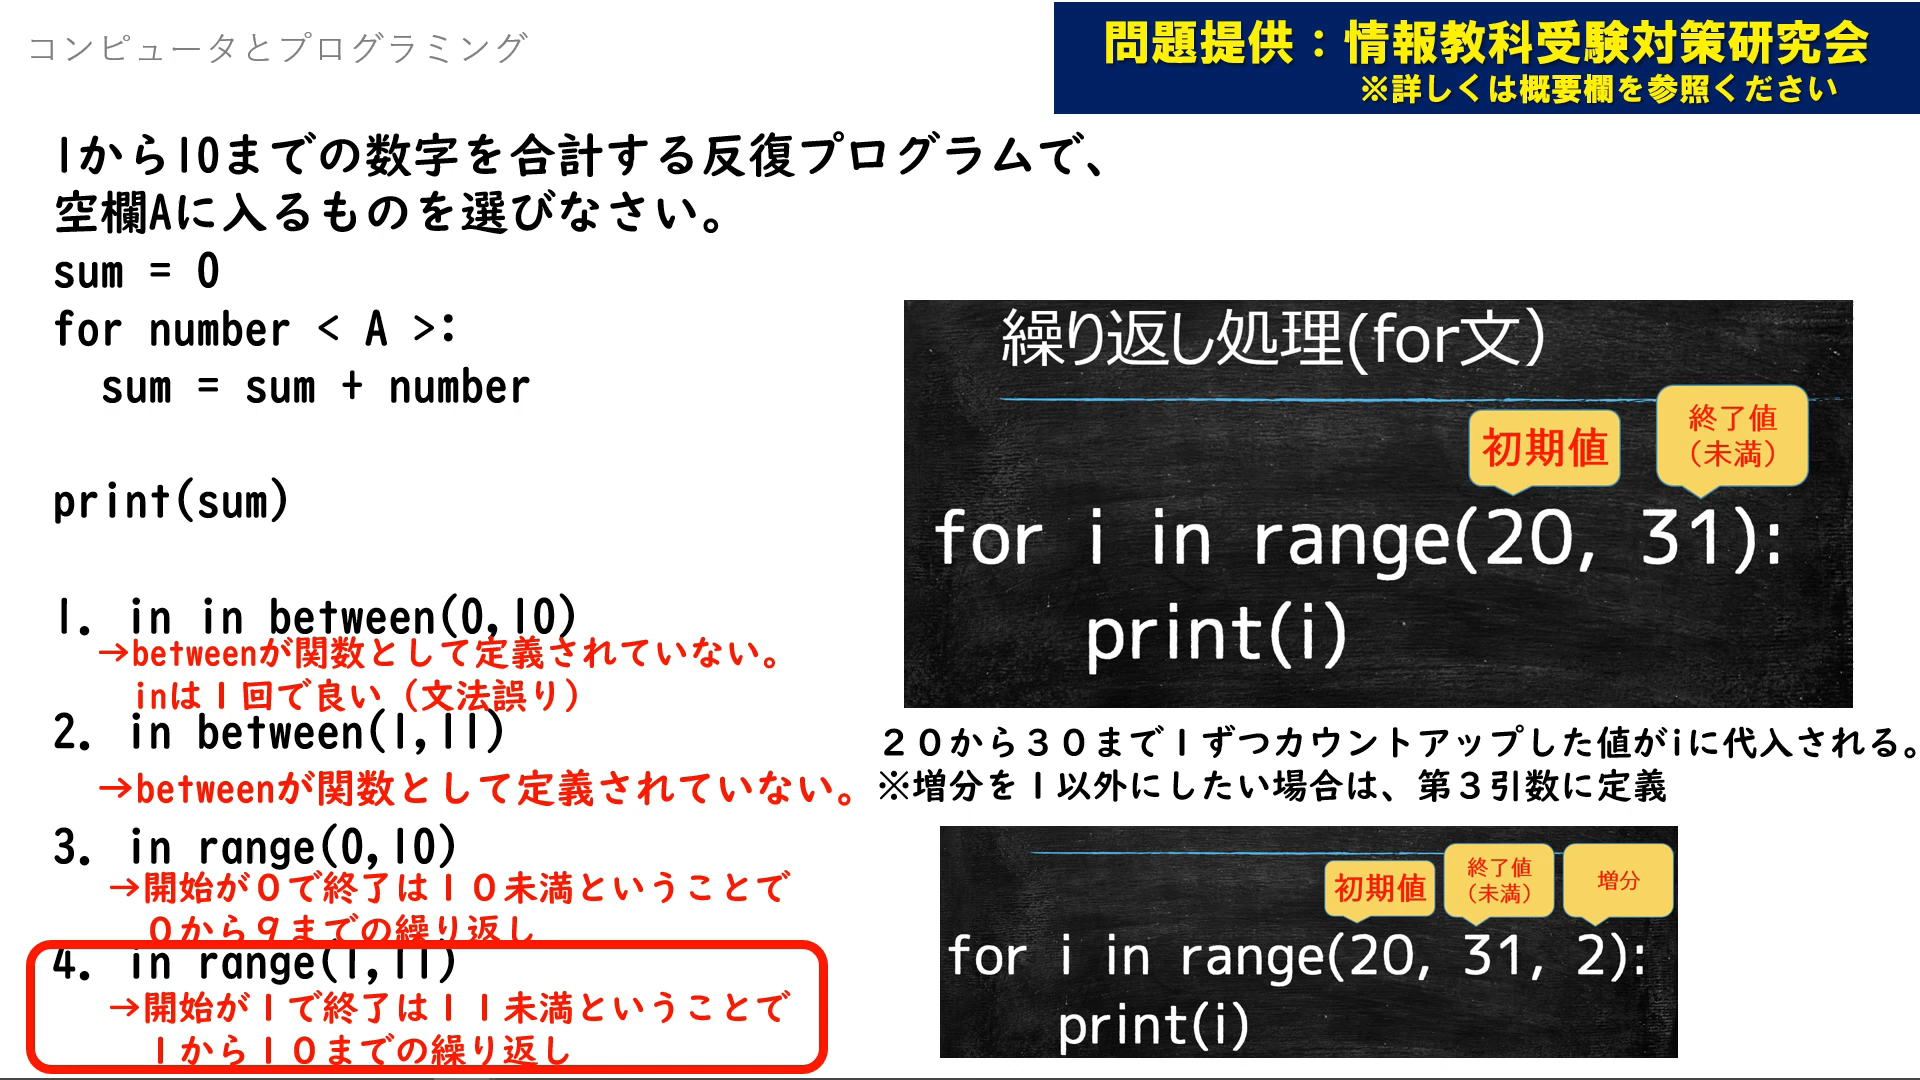 コンピュータとプログラミング
問題提供：情報教科受験対策研究会
※詳しくは概要欄を参照ください
1から10までの数字を合計する反復プログラムで、
空欄Aに入るものを選びなさい。
sum = 0
for number < A >:
sum = sum + number
print(sum)
1. in in between(0,10)
→betweenが関数として定義されていない。
inは１回で良い（文法誤り）
2. in between(1,11)
→betweenが関数として定義されていない。
3. in range(0,10)
→開始が０で終了は１０未満ということで
０から９までの繰り返し
4. in range(1,11)
→開始が１で終了は１１未満ということで
１から１０までの繰り返し
繰り返し処理(for文）
初期値
終了値
（未満）
for i in range(20, 31):
print(i)
２０から３０まで１ずつカウントアップした値がiに代入される。
※増分を１以外にしたい場合は、第３引数に定義
初期値
終了値
（未満）
増分
for i in range(20, 31, 2):
print(i)